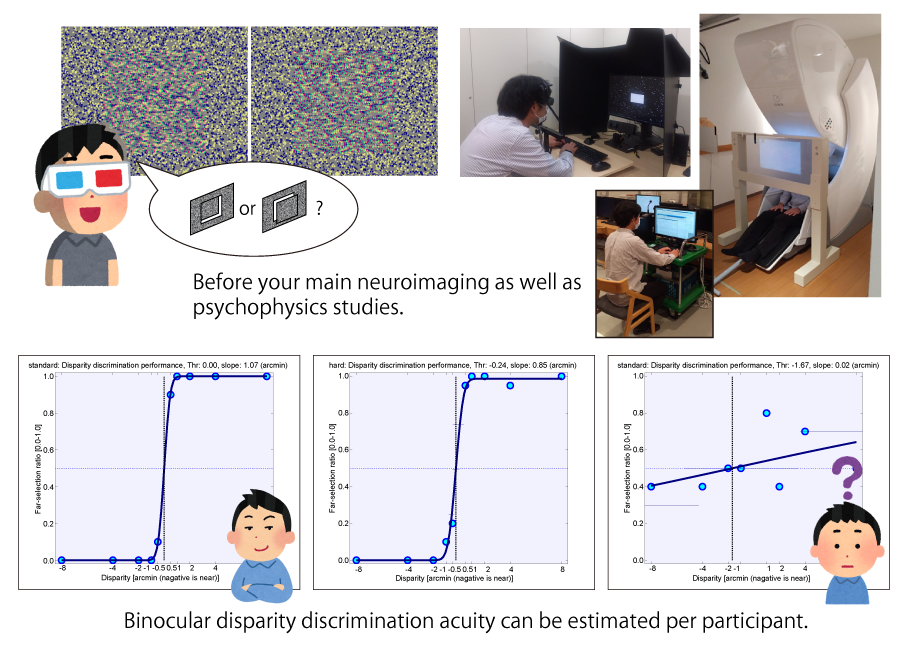 or
?
Before your main neuroimaging as well as
psychophysics studies.
standard: Disparity discrimination performance, Thr: 0.00, slope: 1.07 (arcmin)
Far-selection ratio [0.0-1.0]
1.0
0.8
0.6
0.4
0.2
0.0
-8 -4 -2 -1 -0.5 0.5 1 2 4 8
Disparity [arcmin (nagative is near)]
hard: Disparity discrimination performance, Thr: -0.24, slope: 0.85 (arcmin)
Far-selection ratio [0.0-1.0]
1.0
0.8
0.6
0.4
0.2
0.0
-8 -4 -2 -1 -0.5 0.5 1 2 4 8
Disparity [arcmin (nagative is near)]
standard: Disparity discrimination performance, Thr: -1.67, slope: 0.02 (arcmin)
Far-selection ratio [0.0-1.0]
1.0
0.8
0.6
0.4
0.2
0.0
-8 -4 -2 -1 1 2 4
Disparity [arcmin (nagative is near)]
?
Binocular disparity discrimination acuity can be estimated per participant.